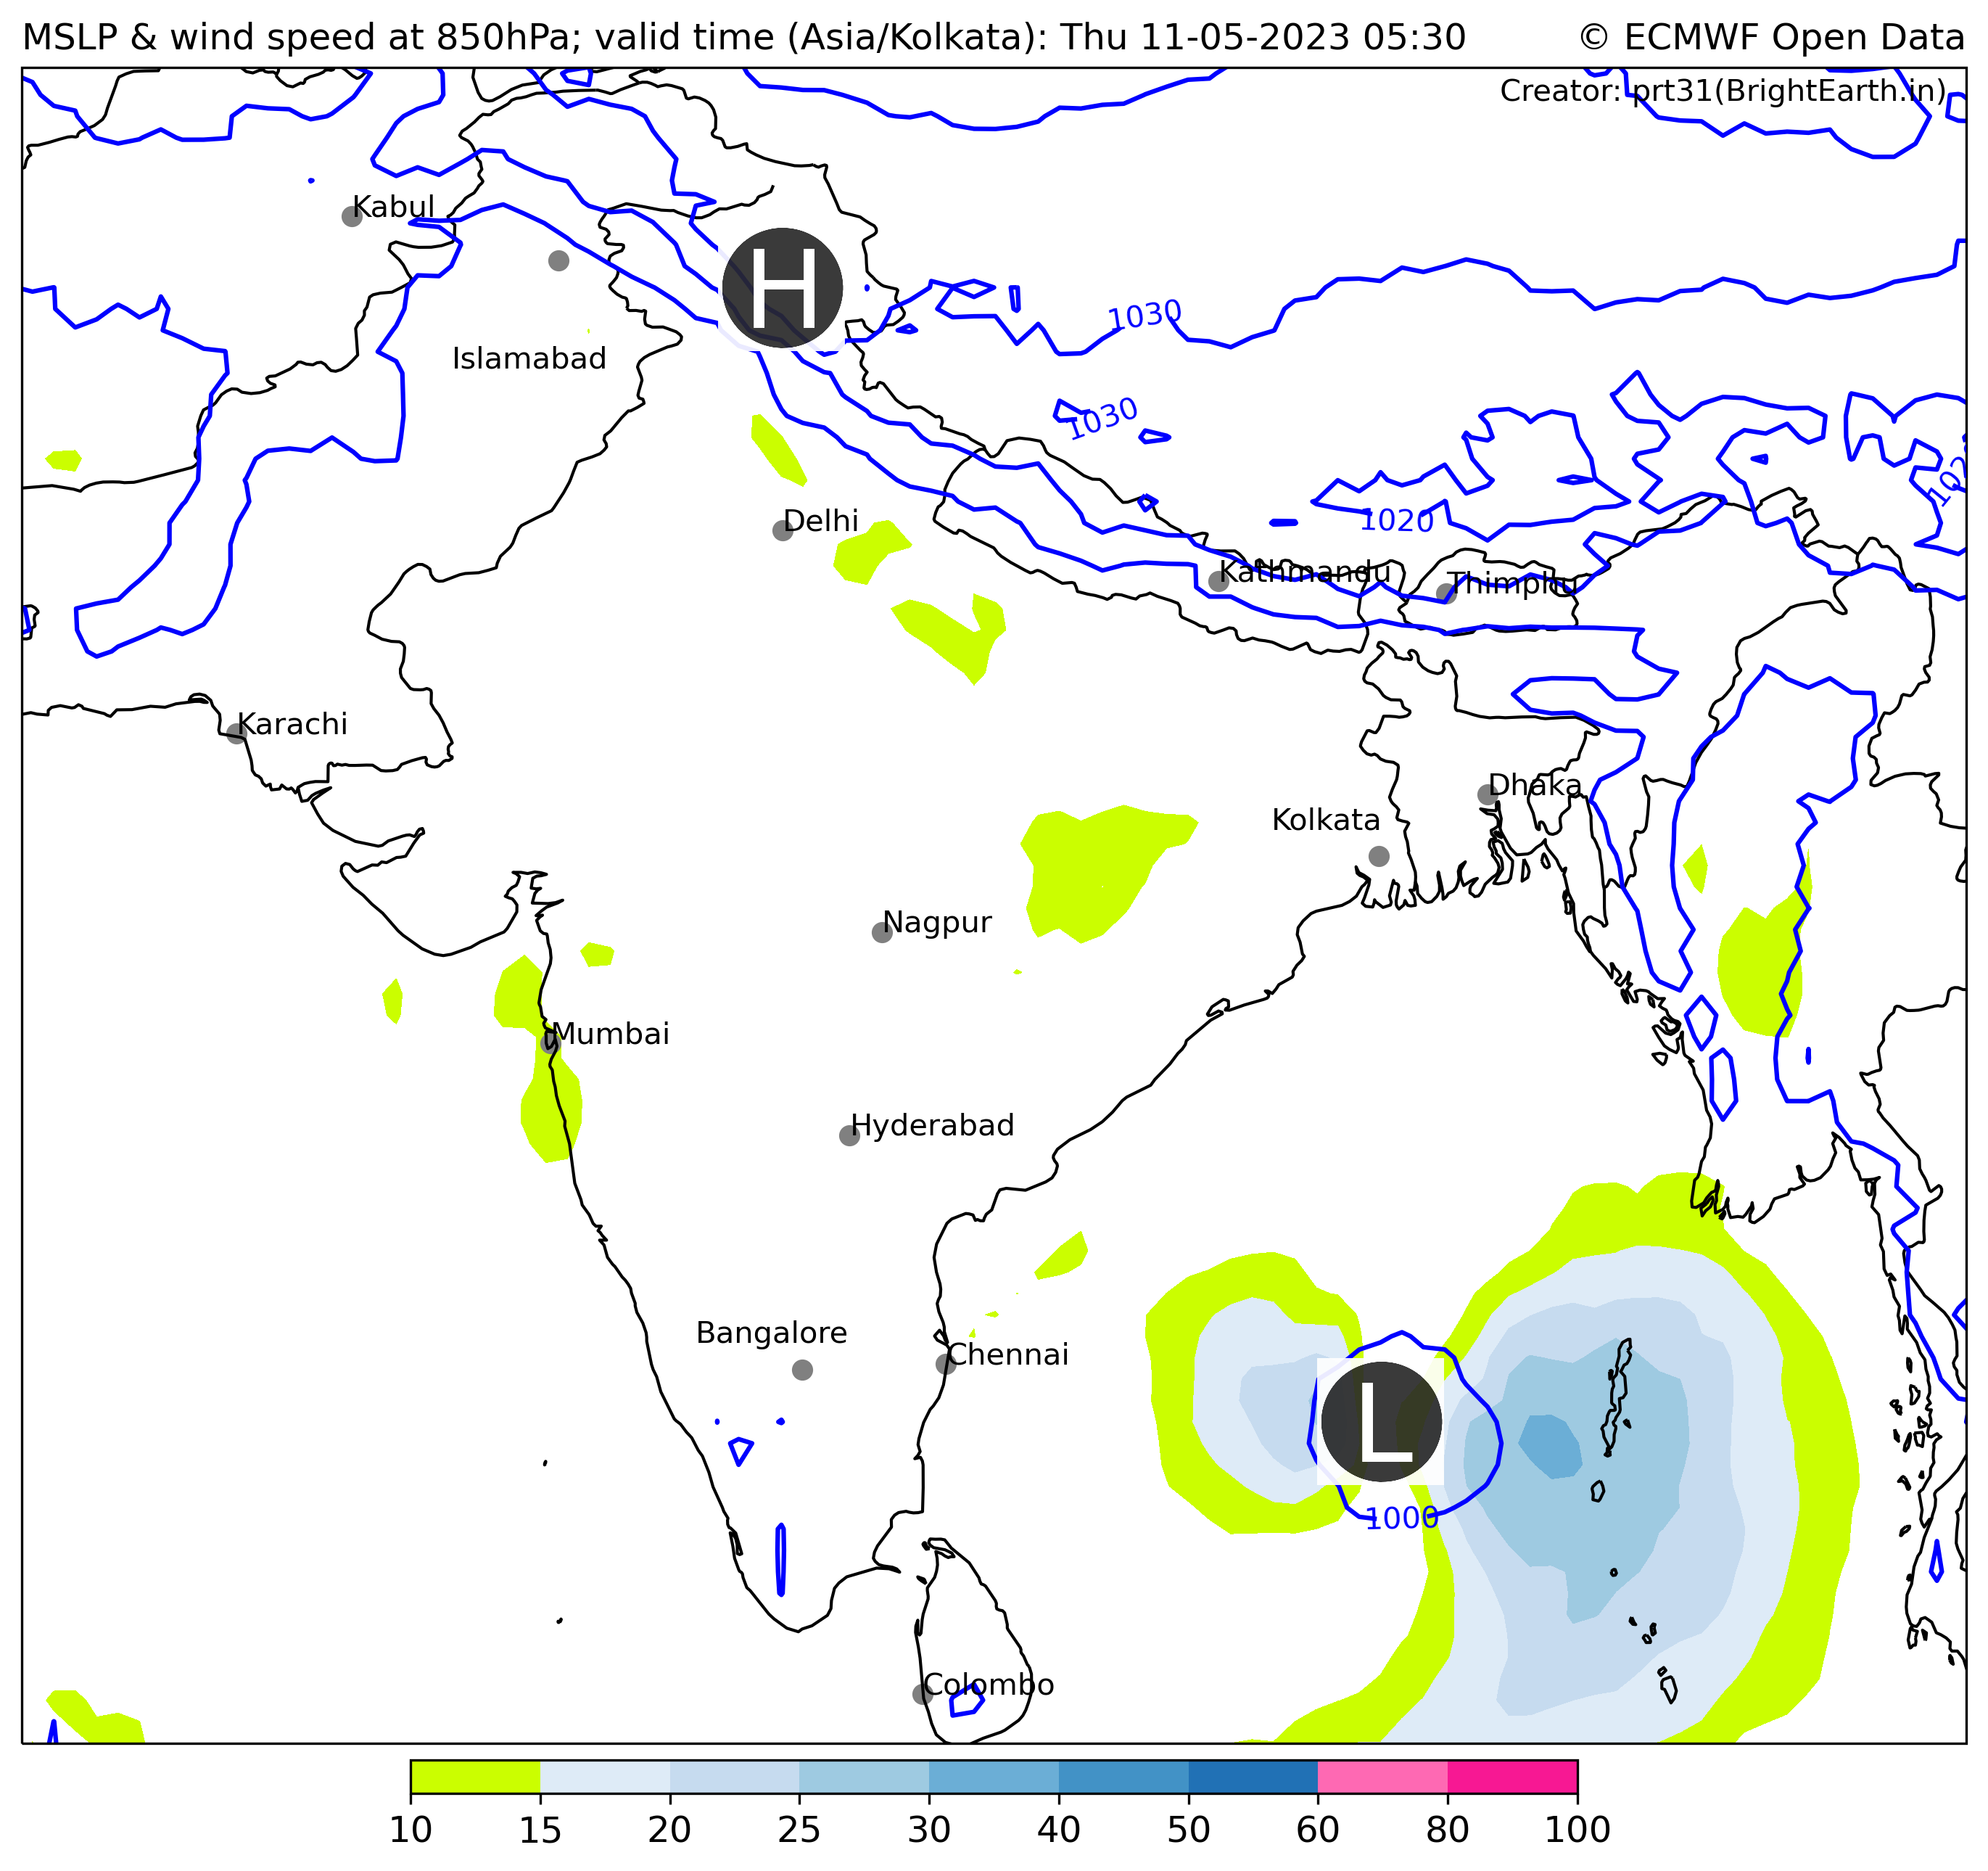 MSLP & wind speed at 850hPa; valid time (Asia/Kolkata): Thu 11-05-2023 05:30
© ECMWF Open Data
Creator: prt31(BrightEarth.in)
Kabul
H
1030
Islamabad
1030
Delhi
1020
Kathmandu
Thimphu
Karachi
Dhaka
Kolkata
Nagpur
Mumbai
Hyderabad
Bangalore
Chennai
L
1000
Colombo
10 15 20 25 30 40 50 60 80 100